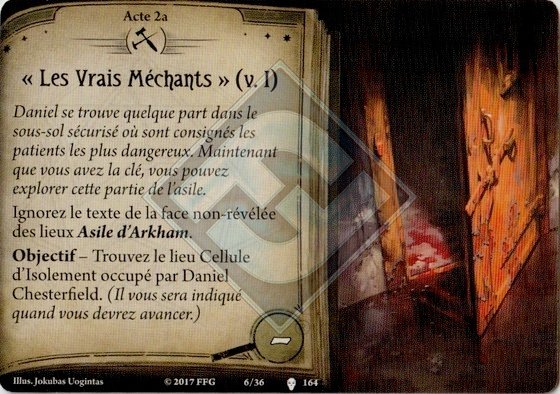 Acte 2a
« Les Vrais Méchants » (v. I)
Daniel se trouve quelque part dans le
sous-sol sécurisé où sont consignés les
patients les plus dangereux. Maintenant
que vous avez la clé, vous pouvez
explorer cette partie de l'asile.
Ignorez le texte de la face non-révélée
des lieux Asile d'Arkham.
Objectif – Trouvez le lieu Cellule
d'Isolement occupé par Daniel
Chesterfield. (Il vous sera indiqué
quand vous devrez avancer.)
–
Illus. Jokubas Uogintas © 2017 FFG 6/36 164